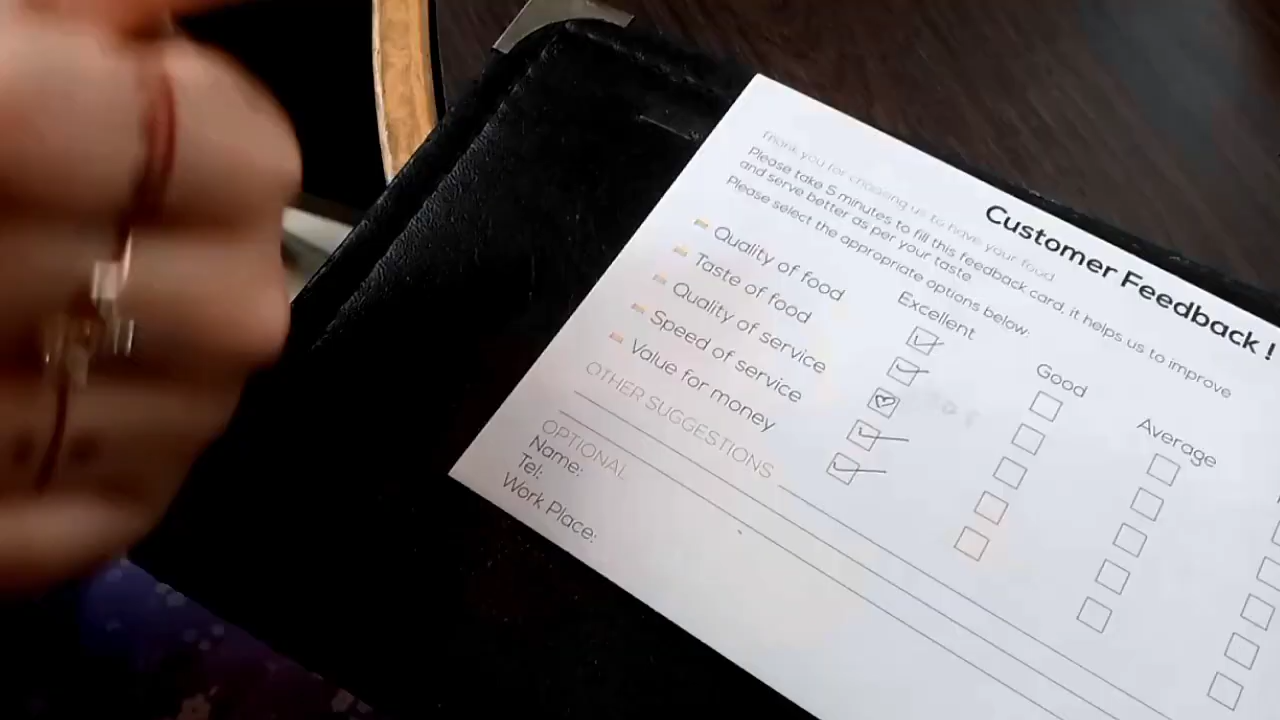 Customer Feedback !
Thank you for choosing us to have your food
Please take 5 minutes to fill this feedback card, it helps us to improve
and serve better as per your taste
Please select the appropriate options below:
Excellent Good Average
Quality of food
Taste of food
Quality of service
Speed of service
Value for money
OTHER SUGGESTIONS
OPTIONAL
Name:
Tel:
Work Place: